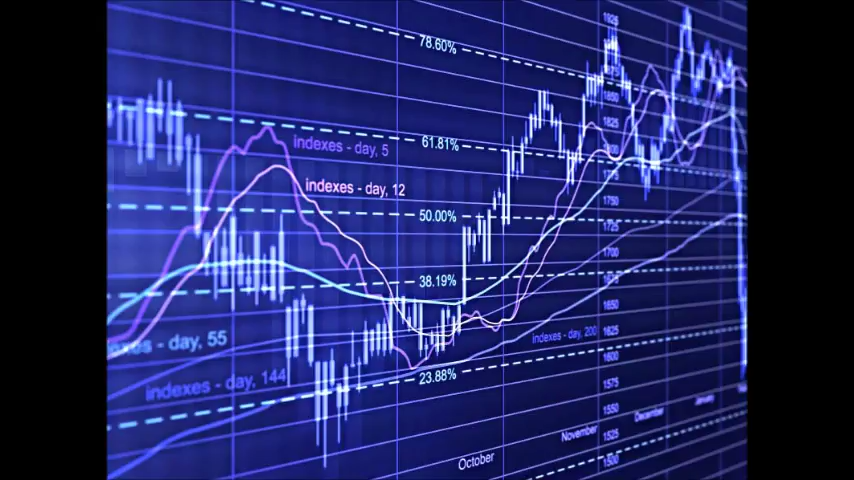 78.60%
61.81%
50.00%
38.19%
23.88%
indexes - day, 5
indexes - day, 12
indexes - day, 55
indexes - day, 144
indexes - day, 200
1925
1850
1825
1800
1775
1750
1725
1700
1675
1650
1625
1600
1575
1550
1525
1500
October
November
December
January